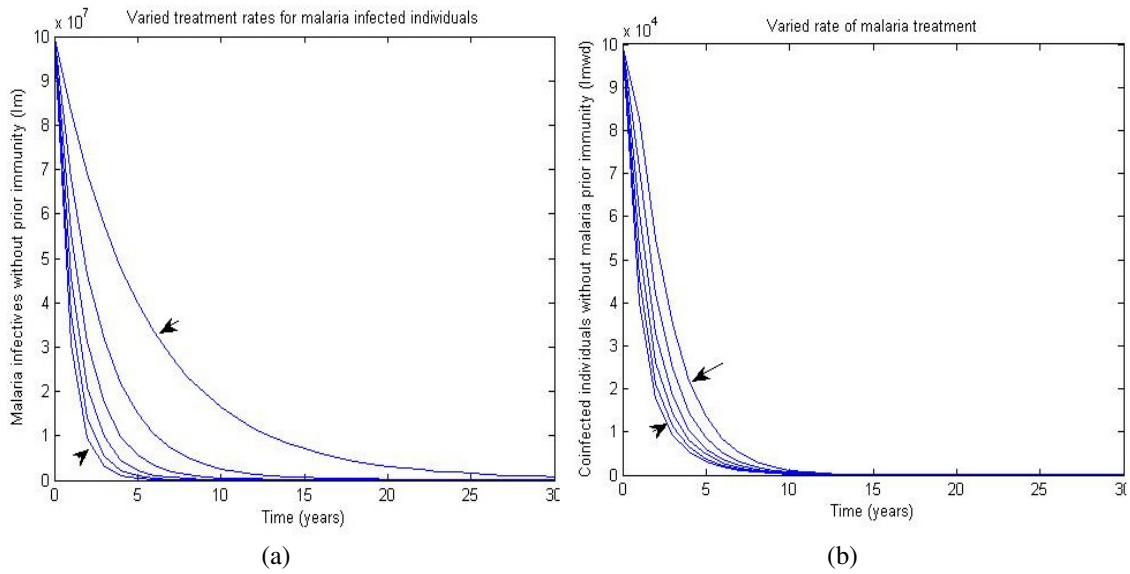 Varied treatment rates for malaria infected individuals
x 10^7
10
9
8
7
6
5
4
3
2
1
0
Malaria infectives without prior immunity (Im)
0 5 10 15 20 25 30
Time (years)
(a)
Varied rate of malaria treatment
x 10^4
10
9
8
7
6
5
4
3
2
1
0
Coinfected individuals without malaria prior immunity (Imwd)
0 5 10 15 20 25 30
Time (years)
(b)